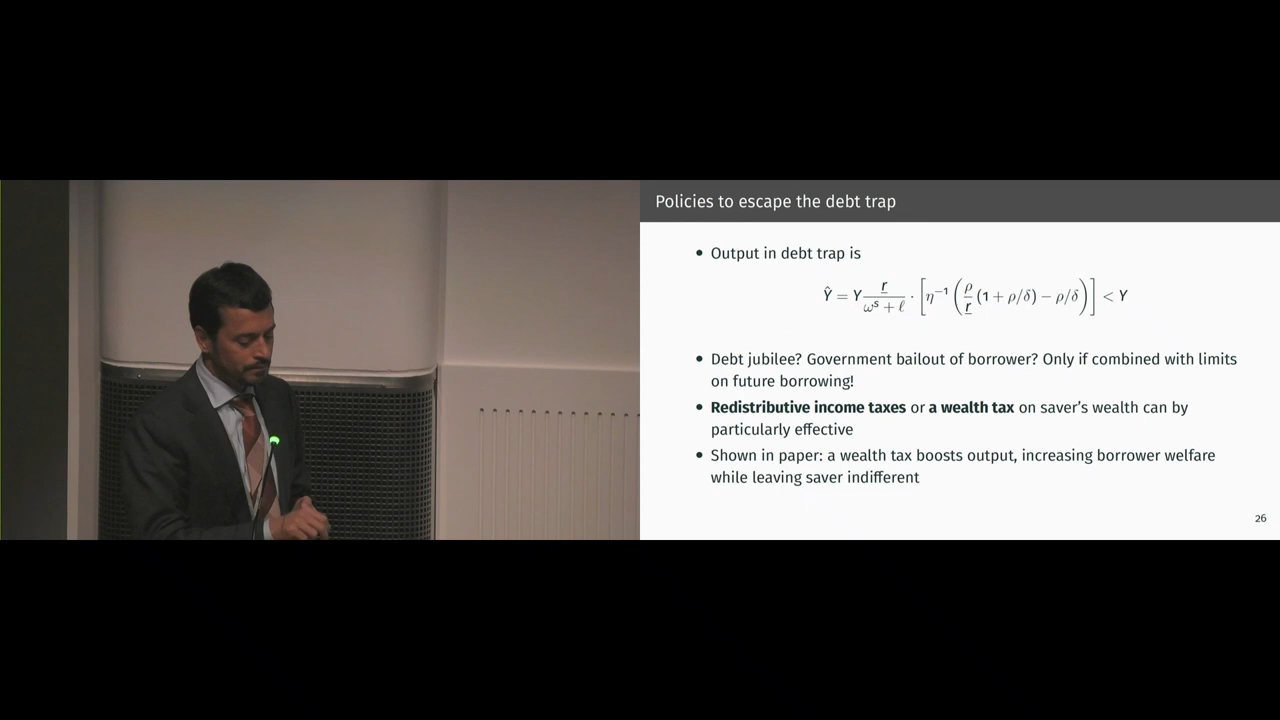 Policies to escape the debt trap
• Output in debt trap is
Ŷ = Y r̲ / (ωˢ + ℓ) · [η⁻¹ (ρ / r̲ (1 + ρ/δ) − ρ/δ)] < Y
• Debt jubilee? Government bailout of borrower? Only if combined with limits
on future borrowing!
• Redistributive income taxes or a wealth tax on saver's wealth can by
particularly effective
• Shown in paper: a wealth tax boosts output, increasing borrower welfare
while leaving saver indifferent
26